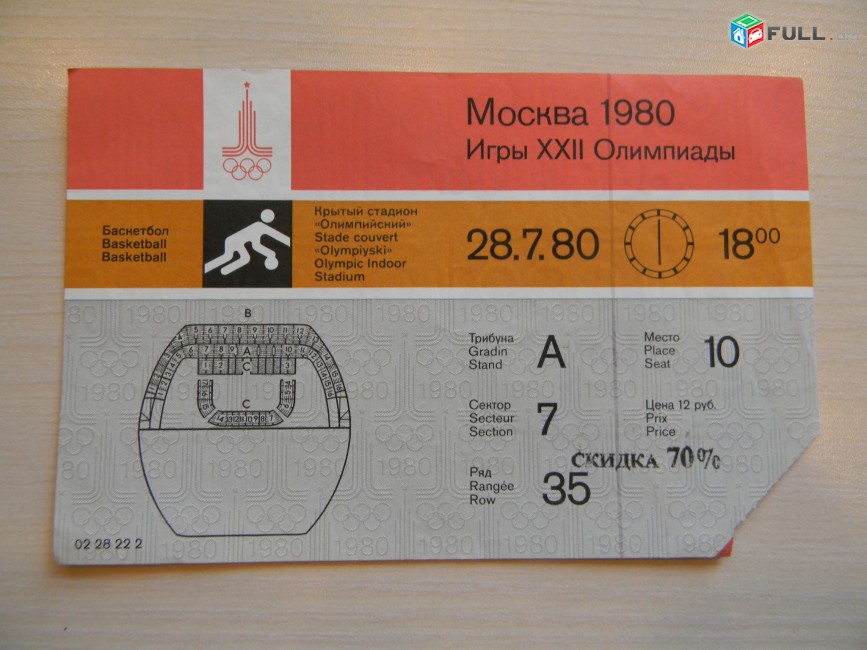 FULL.am
Москва 1980
Игры XXII Олимпиады
Баскетбол
Basketball
Basketball
Крытый стадион
«Олимпийский»
Stade couvert
«Olympiyski»
Olympic Indoor
Stadium
28.7.80
18⁰⁰
B
A
C
C
Трибуна
Gradin
Stand
A
Место
Place
Seat
10
Сектор
Secteur
Section
7
Цена 12 руб.
Prix
Price
СКИДКА 70%
Ряд
Rangée
Row
35
02 28 22 2